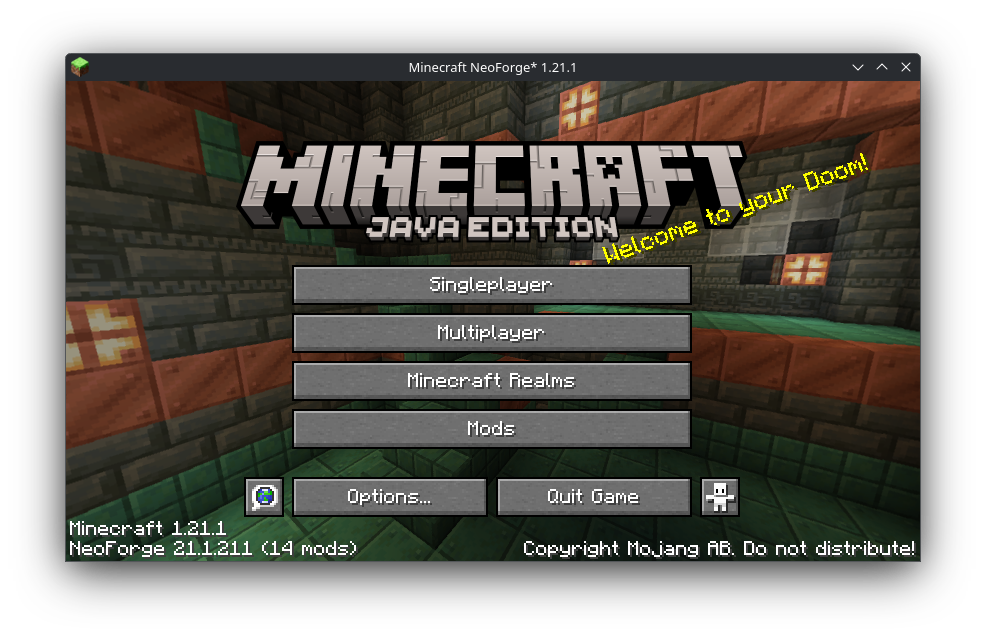 Minecraft NeoForge* 1.21.1
MINECRAFT
JAVA EDITION
Welcome to your Doom!
Singleplayer
Multiplayer
Minecraft Realms
Mods
Options...
Quit Game
Minecraft 1.21.1
NeoForge 21.1.211 (14 mods)
Copyright Mojang AB. Do not distribute!